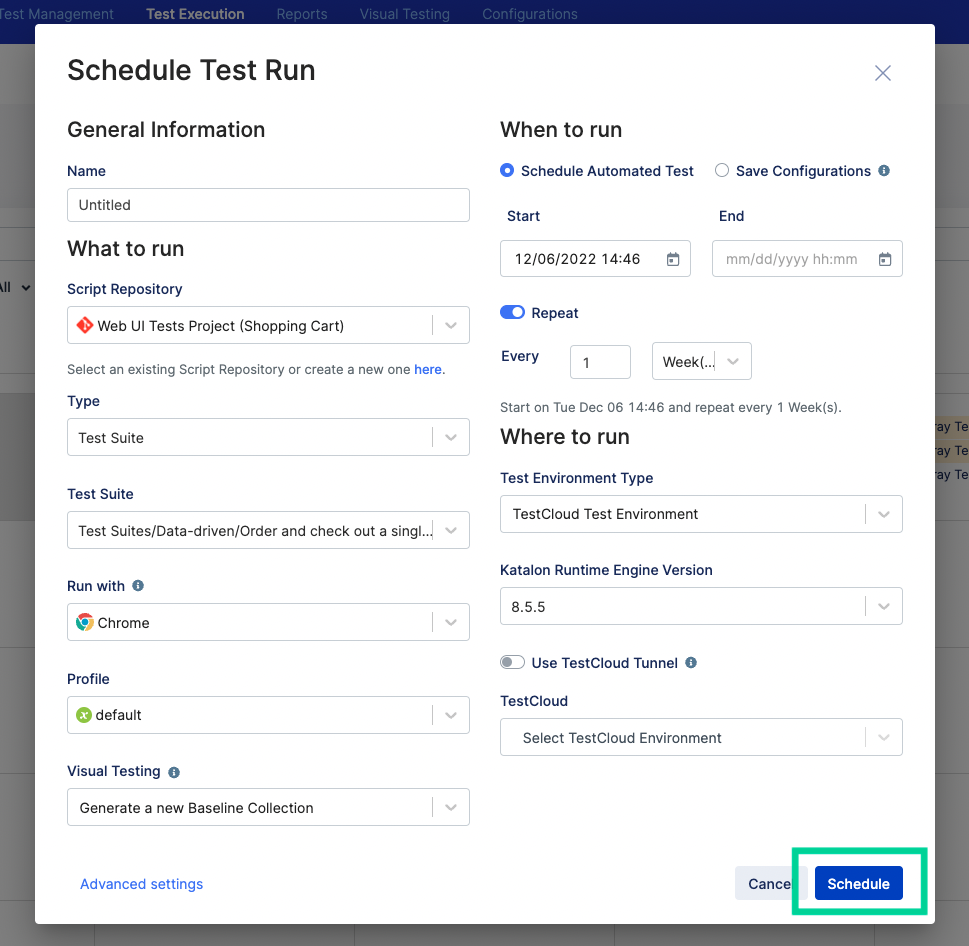 Test Management Test Execution Reports Visual Testing Configurations
Schedule Test Run
General Information
Name
Untitled
What to run
Script Repository
Web UI Tests Project (Shopping Cart)
Select an existing Script Repository or create a new one here.
Type
Test Suite
Test Suite
Test Suites/Data-driven/Order and check out a singl...
Run with
Chrome
Profile
default
Visual Testing
Generate a new Baseline Collection
Advanced settings
When to run
Schedule Automated Test Save Configurations
Start End
12/06/2022 14:46 mm/dd/yyyy hh:mm
Repeat
Every 1 Week(...
Start on Tue Dec 06 14:46 and repeat every 1 Week(s).
Where to run
Test Environment Type
TestCloud Test Environment
Katalon Runtime Engine Version
8.5.5
Use TestCloud Tunnel
TestCloud
Select TestCloud Environment
Cance Schedule
ray Te
ray Te
ray Te